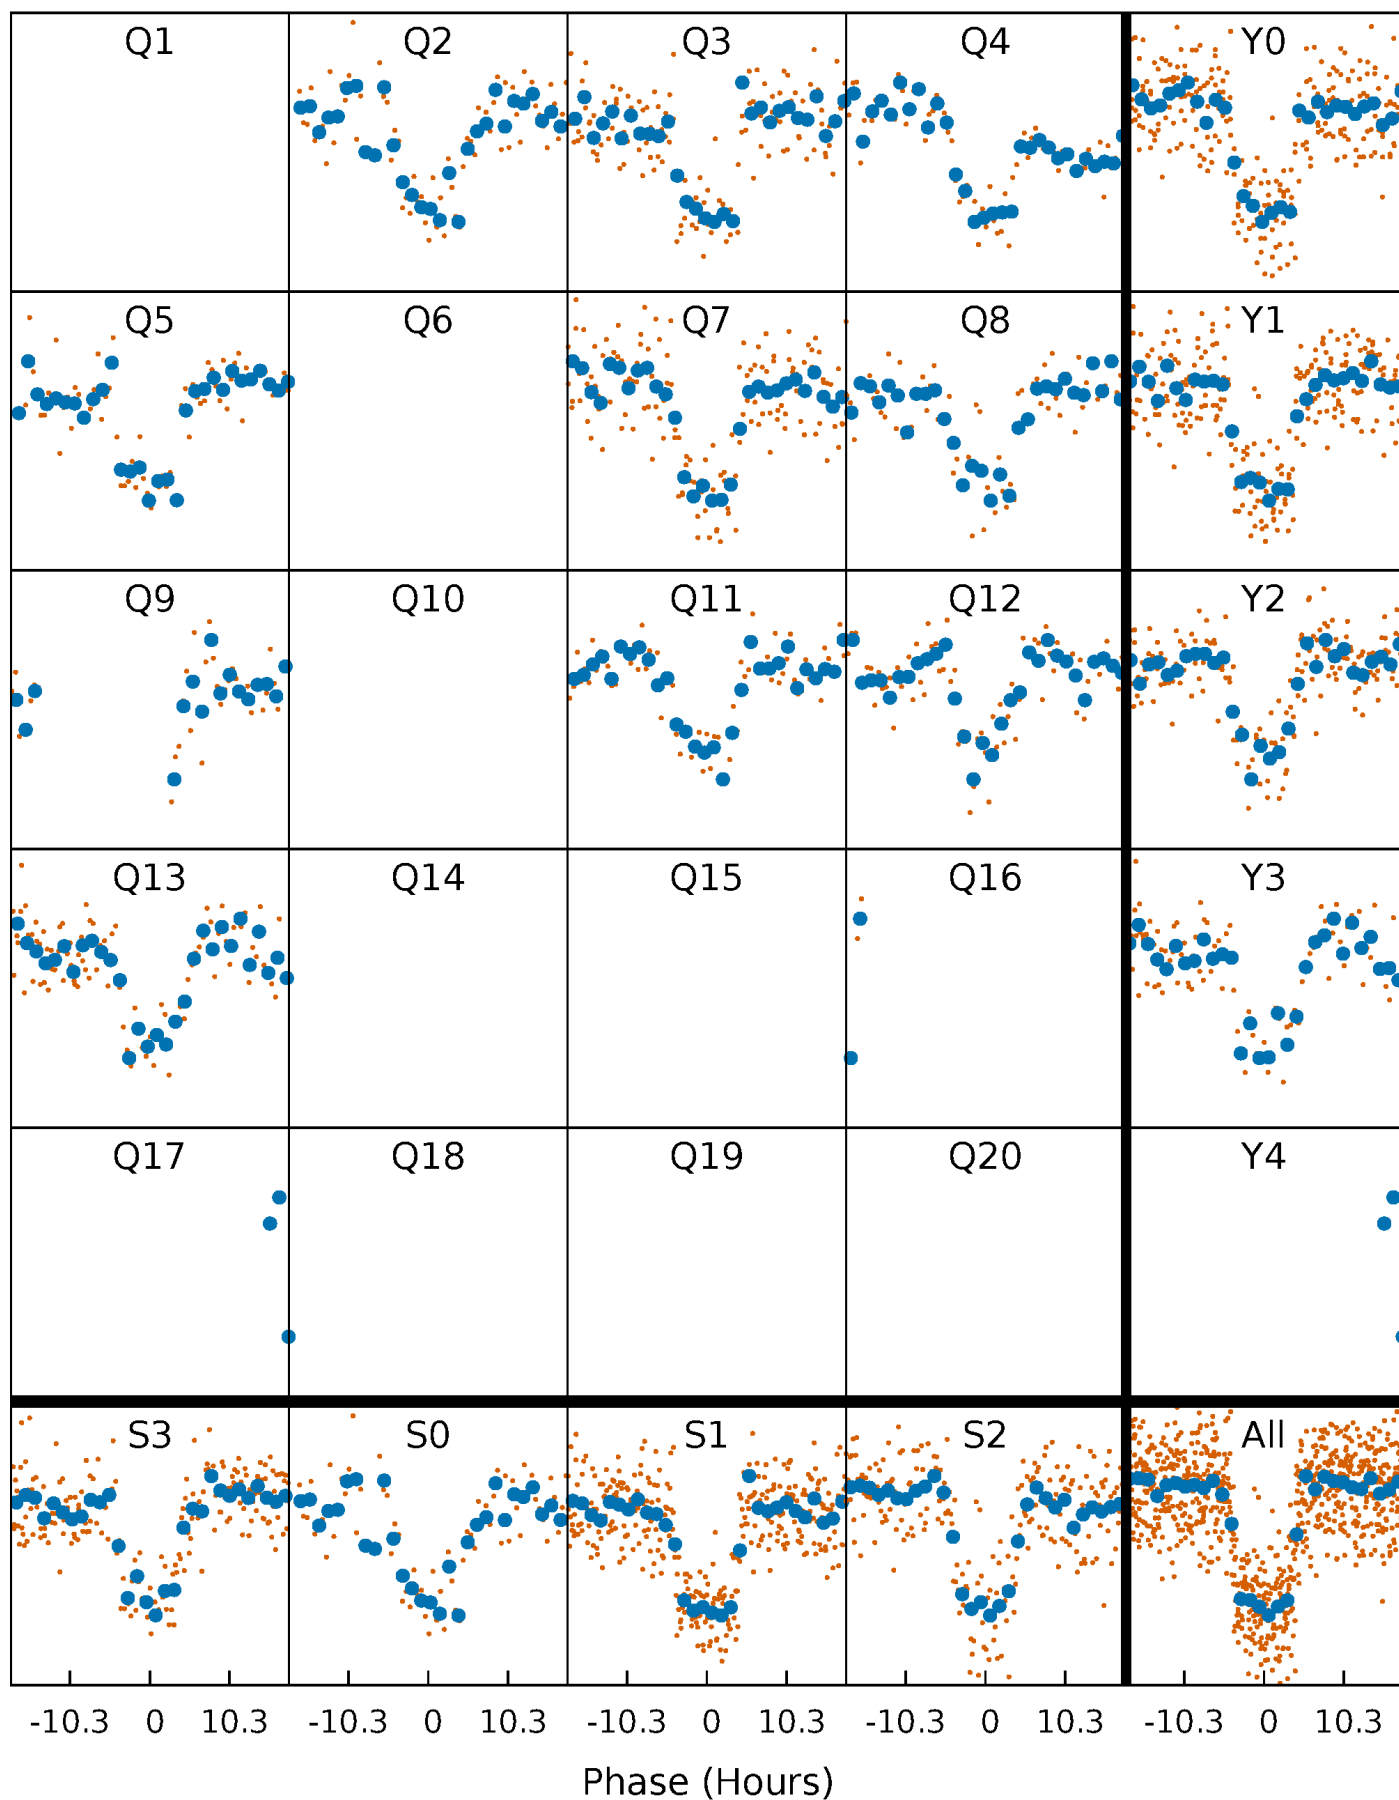 Q1 Q2 Q3 Q4 Y0
Q5 Q6 Q7 Q8 Y1
Q9 Q10 Q11 Q12 Y2
Q13 Q14 Q15 Q16 Y3
Q17 Q18 Q19 Q20 Y4
S3 S0 S1 S2 All
-10.3 0 10.3 -10.3 0 10.3 -10.3 0 10.3 -10.3 0 10.3 -10.3 0 10.3
Phase (Hours)